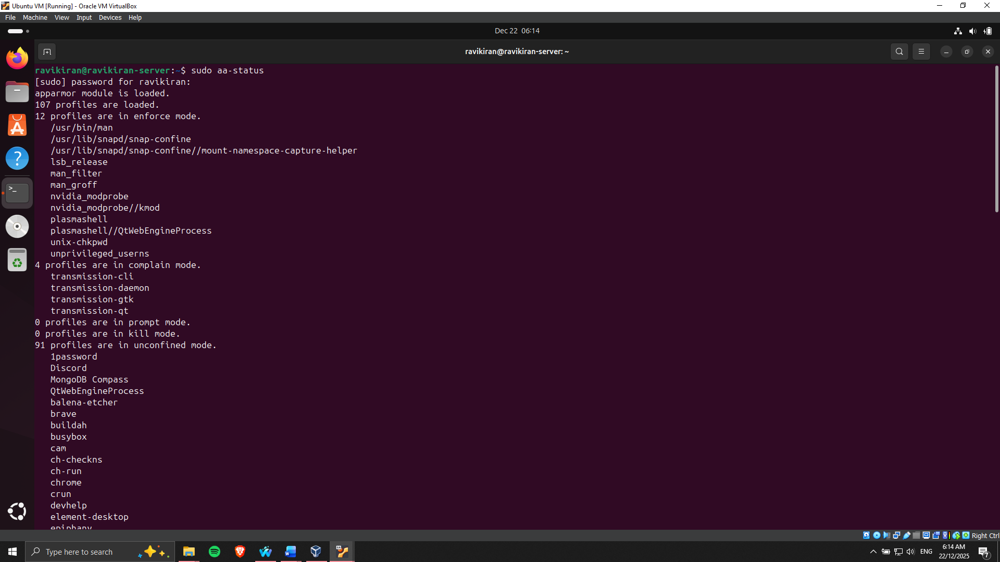 Ubuntu VM [Running] - Oracle VM VirtualBox
File Machine View Input Devices Help
Dec 22 06:14
ravikiran@ravikiran-server: ~
ravikiran@ravikiran-server:~$ sudo aa-status
[sudo] password for ravikiran:
apparmor module is loaded.
107 profiles are loaded.
12 profiles are in enforce mode.
/usr/bin/man
/usr/lib/snapd/snap-confine
/usr/lib/snapd/snap-confine//mount-namespace-capture-helper
lsb_release
man_filter
man_groff
nvidia_modprobe
nvidia_modprobe//kmod
plasmashell
plasmashell//QtWebEngineProcess
unix-chkpwd
unprivileged_userns
4 profiles are in complain mode.
transmission-cli
transmission-daemon
transmission-gtk
transmission-qt
0 profiles are in prompt mode.
0 profiles are in kill mode.
91 profiles are in unconfined mode.
1password
Discord
MongoDB Compass
QtWebEngineProcess
balena-etcher
brave
buildah
busybox
cam
ch-checkns
ch-run
chrome
crun
devhelp
element-desktop
epiphany
Right Ctrl
Type here to search
ENG
6:14 AM
22/12/2025
7